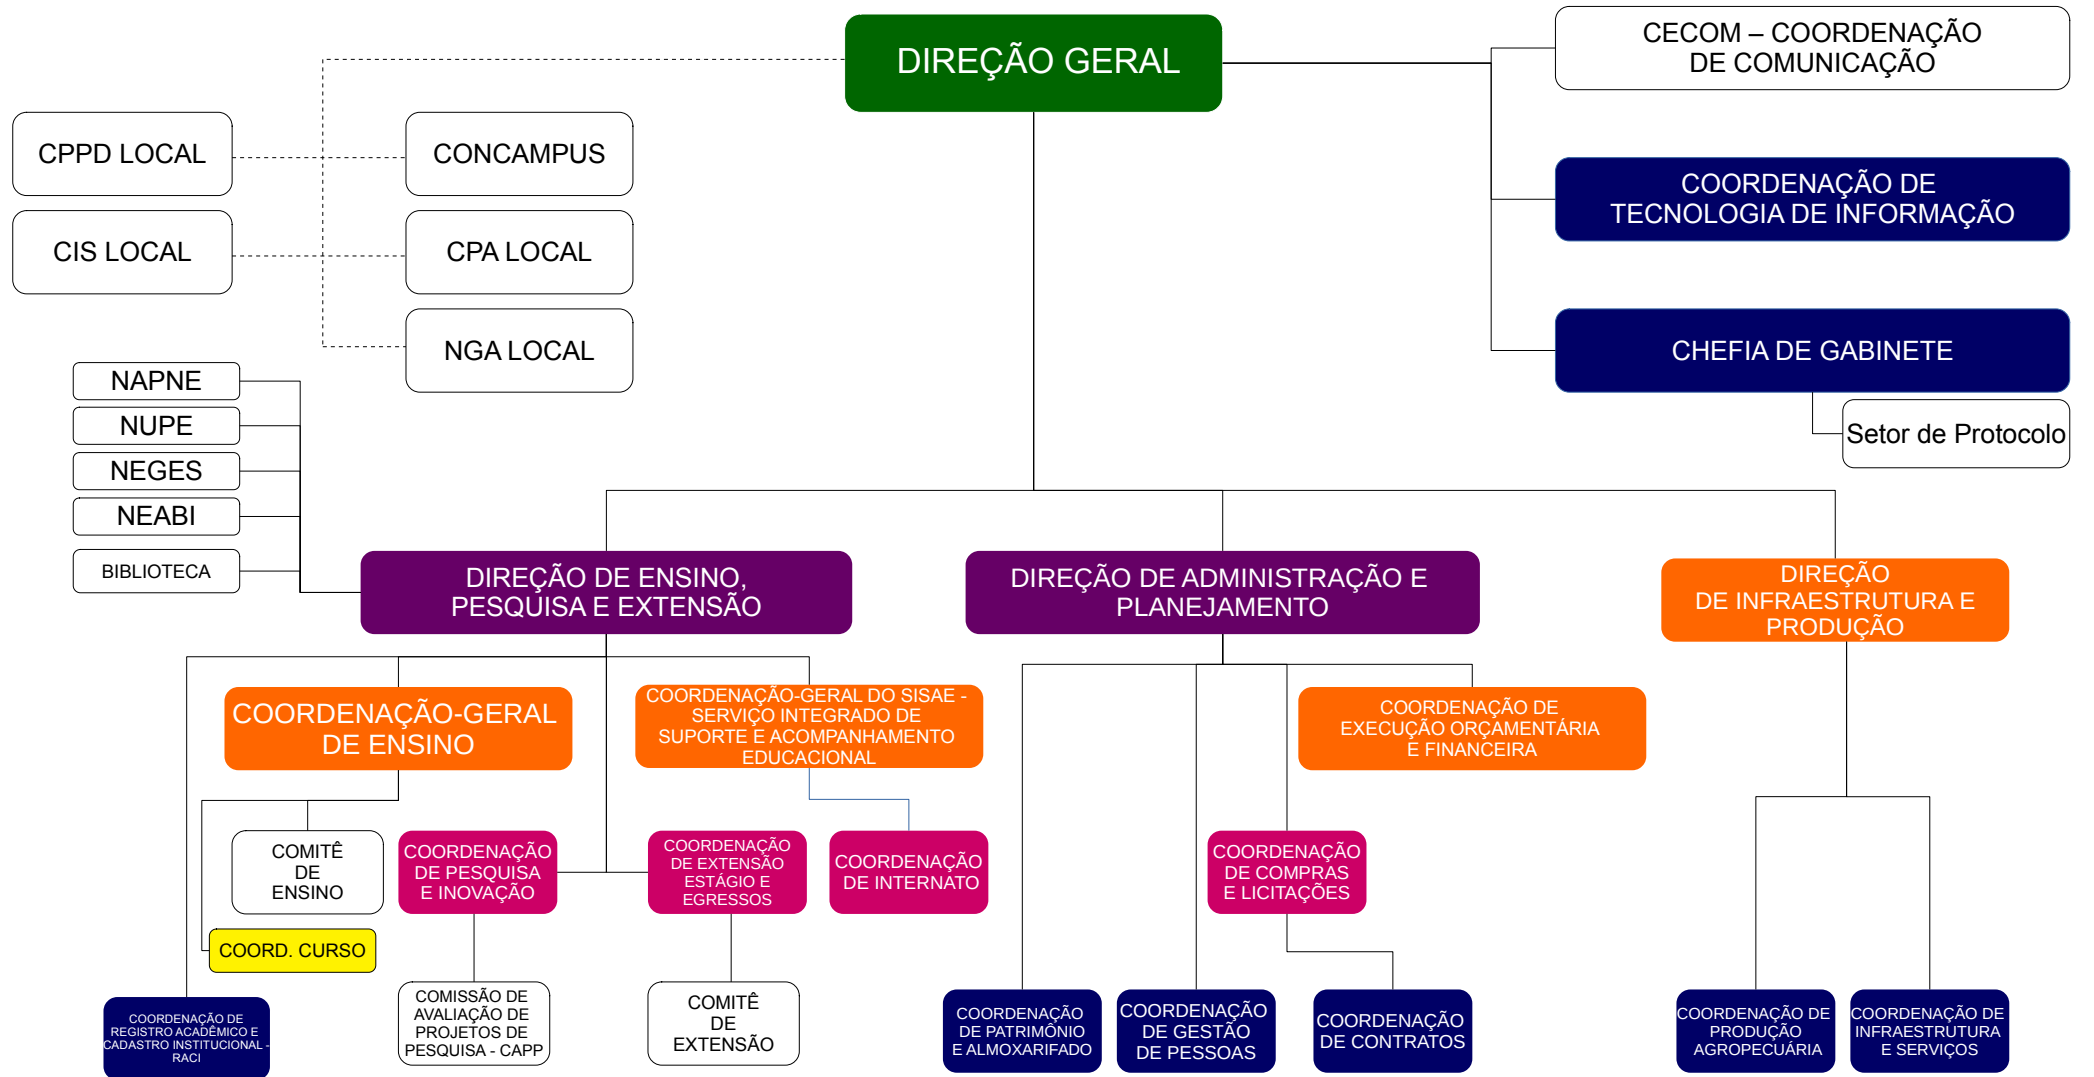 DIREÇÃO GERAL
CECOM – COORDENAÇÃO
DE COMUNICAÇÃO
CPPD LOCAL
CONCAMPUS
COORDENAÇÃO DE
TECNOLOGIA DE INFORMAÇÃO
CIS LOCAL
CPA LOCAL
NGA LOCAL
CHEFIA DE GABINETE
Setor de Protocolo
NAPNE
NUPE
NEGES
NEABI
BIBLIOTECA
DIREÇÃO DE ENSINO,
PESQUISA E EXTENSÃO
DIREÇÃO DE ADMINISTRAÇÃO E
PLANEJAMENTO
DIREÇÃO
DE INFRAESTRUTURA E
PRODUÇÃO
COORDENAÇÃO-GERAL
DE ENSINO
COORDENAÇÃO-GERAL DO SISAE -
SERVIÇO INTEGRADO DE
SUPORTE E ACOMPANHAMENTO
EDUCACIONAL
COORDENAÇÃO DE
EXECUÇÃO ORÇAMENTÁRIA
E FINANCEIRA
COMITÊ
DE
ENSINO
COORDENAÇÃO
DE PESQUISA
E INOVAÇÃO
COORDENAÇÃO
DE EXTENSÃO
ESTÁGIO E
EGRESSOS
COORDENAÇÃO
DE INTERNATO
COORDENAÇÃO
DE COMPRAS
E LICITAÇÕES
COORD. CURSO
COORDENAÇÃO DE
REGISTRO ACADÊMICO E
CADASTRO INSTITUCIONAL -
RACI
COMISSÃO DE
AVALIAÇÃO DE
PROJETOS DE
PESQUISA - CAPP
COMITÊ
DE
EXTENSÃO
COORDENAÇÃO
DE PATRIMÔNIO
E ALMOXARIFADO
COORDENAÇÃO
DE GESTÃO
DE PESSOAS
COORDENAÇÃO
DE CONTRATOS
COORDENAÇÃO DE
PRODUÇÃO
AGROPECUÁRIA
COORDENAÇÃO DE
INFRAESTRUTURA
E SERVIÇOS